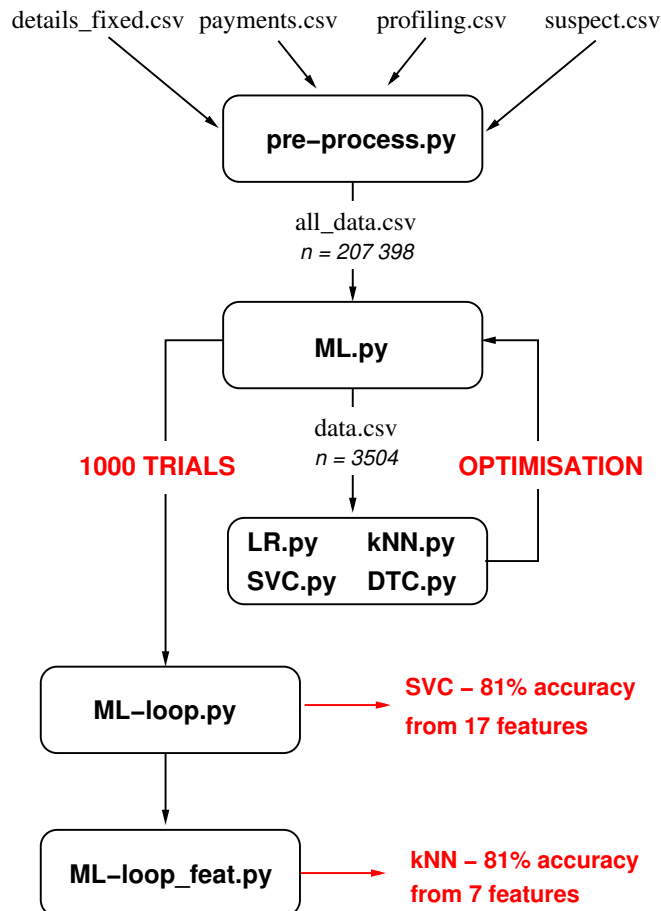 details_fixed.csv payments.csv profiling.csv suspect.csv
pre−process.py
all_data.csv
n = 207 398
ML.py
data.csv
n = 3504
1000 TRIALS
OPTIMISATION
LR.py kNN.py
SVC.py DTC.py
ML−loop.py
SVC − 81% accuracy
from 17 features
ML−loop_feat.py
kNN − 81% accuracy
from 7 features